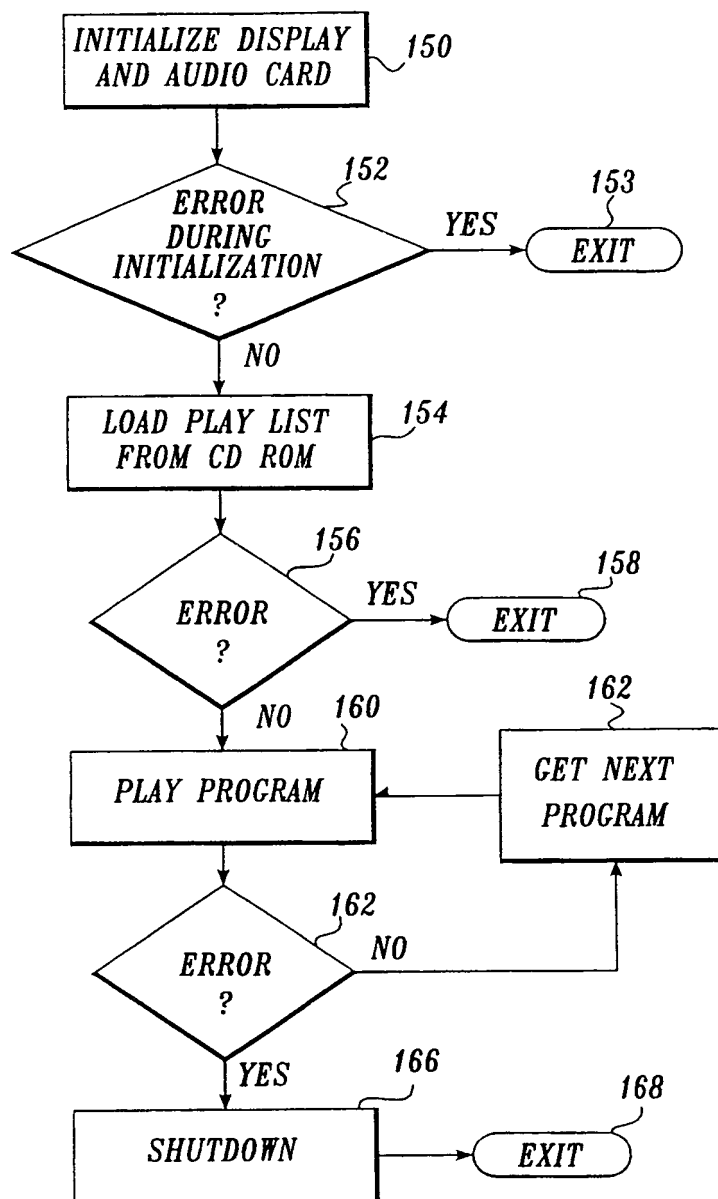 INITIALIZE DISPLAY
AND AUDIO CARD
150
152
ERROR
DURING
INITIALIZATION
?
YES
153
EXIT
NO
LOAD PLAY LIST
FROM CD ROM
154
156
ERROR
?
YES
158
EXIT
NO
160
PLAY PROGRAM
162
GET NEXT
PROGRAM
162
ERROR
?
NO
YES
166
SHUTDOWN
168
EXIT